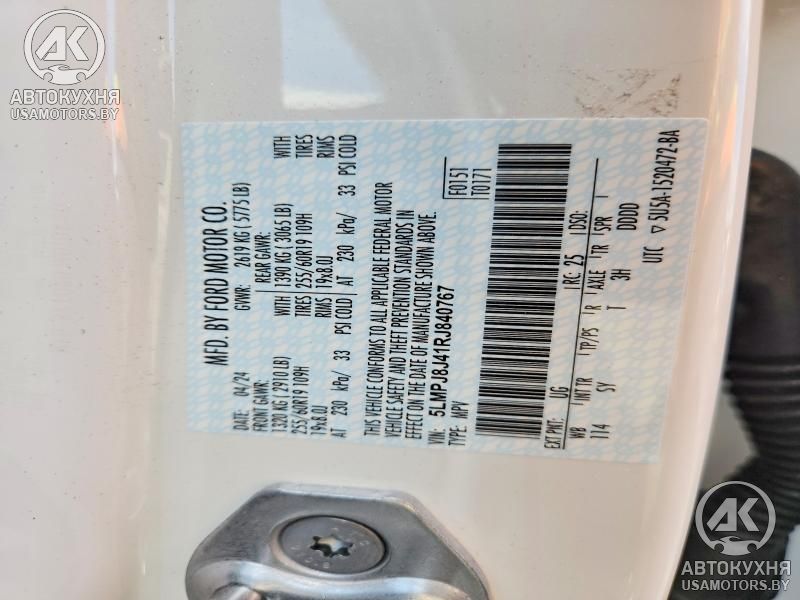 АК
АВТОКУХНЯ
USAMOTORS.BY
MFD. BY FORD MOTOR CO.
DATE: 04/24 GVWR: 2619 KG ( 5775 LB)
FRONT GAWR: REAR GAWR:
1320 KG ( 2910 LB) WITH 1390 KG ( 3065 LB) WITH
255/60R19 109H TIRES 255/60R19 109H TIRES
19x8.0J RIMS 19x8.0J RIMS
AT 230 kPa/ 33 PSI COLD AT 230 kPa/ 33 PSI COLD
THIS VEHICLE CONFORMS TO ALL APPLICABLE FEDERAL MOTOR
VEHICLE SAFETY AND THEFT PREVENTION STANDARDS IN
EFFECT ON THE DATE OF MANUFACTURE SHOWN ABOVE.
VIN: 5LMPJ8J41RJ840767 F0151
TYPE: MPV T0171
EXT PNT: UG RC: 25 DSO:
WB INT TR TP/PS R AXLE TR SPR
114 SY T 3H DDDD
UTC ▽ 5U5A-1520472-BA
АК
АВТОКУХНЯ
USAMOTORS.BY